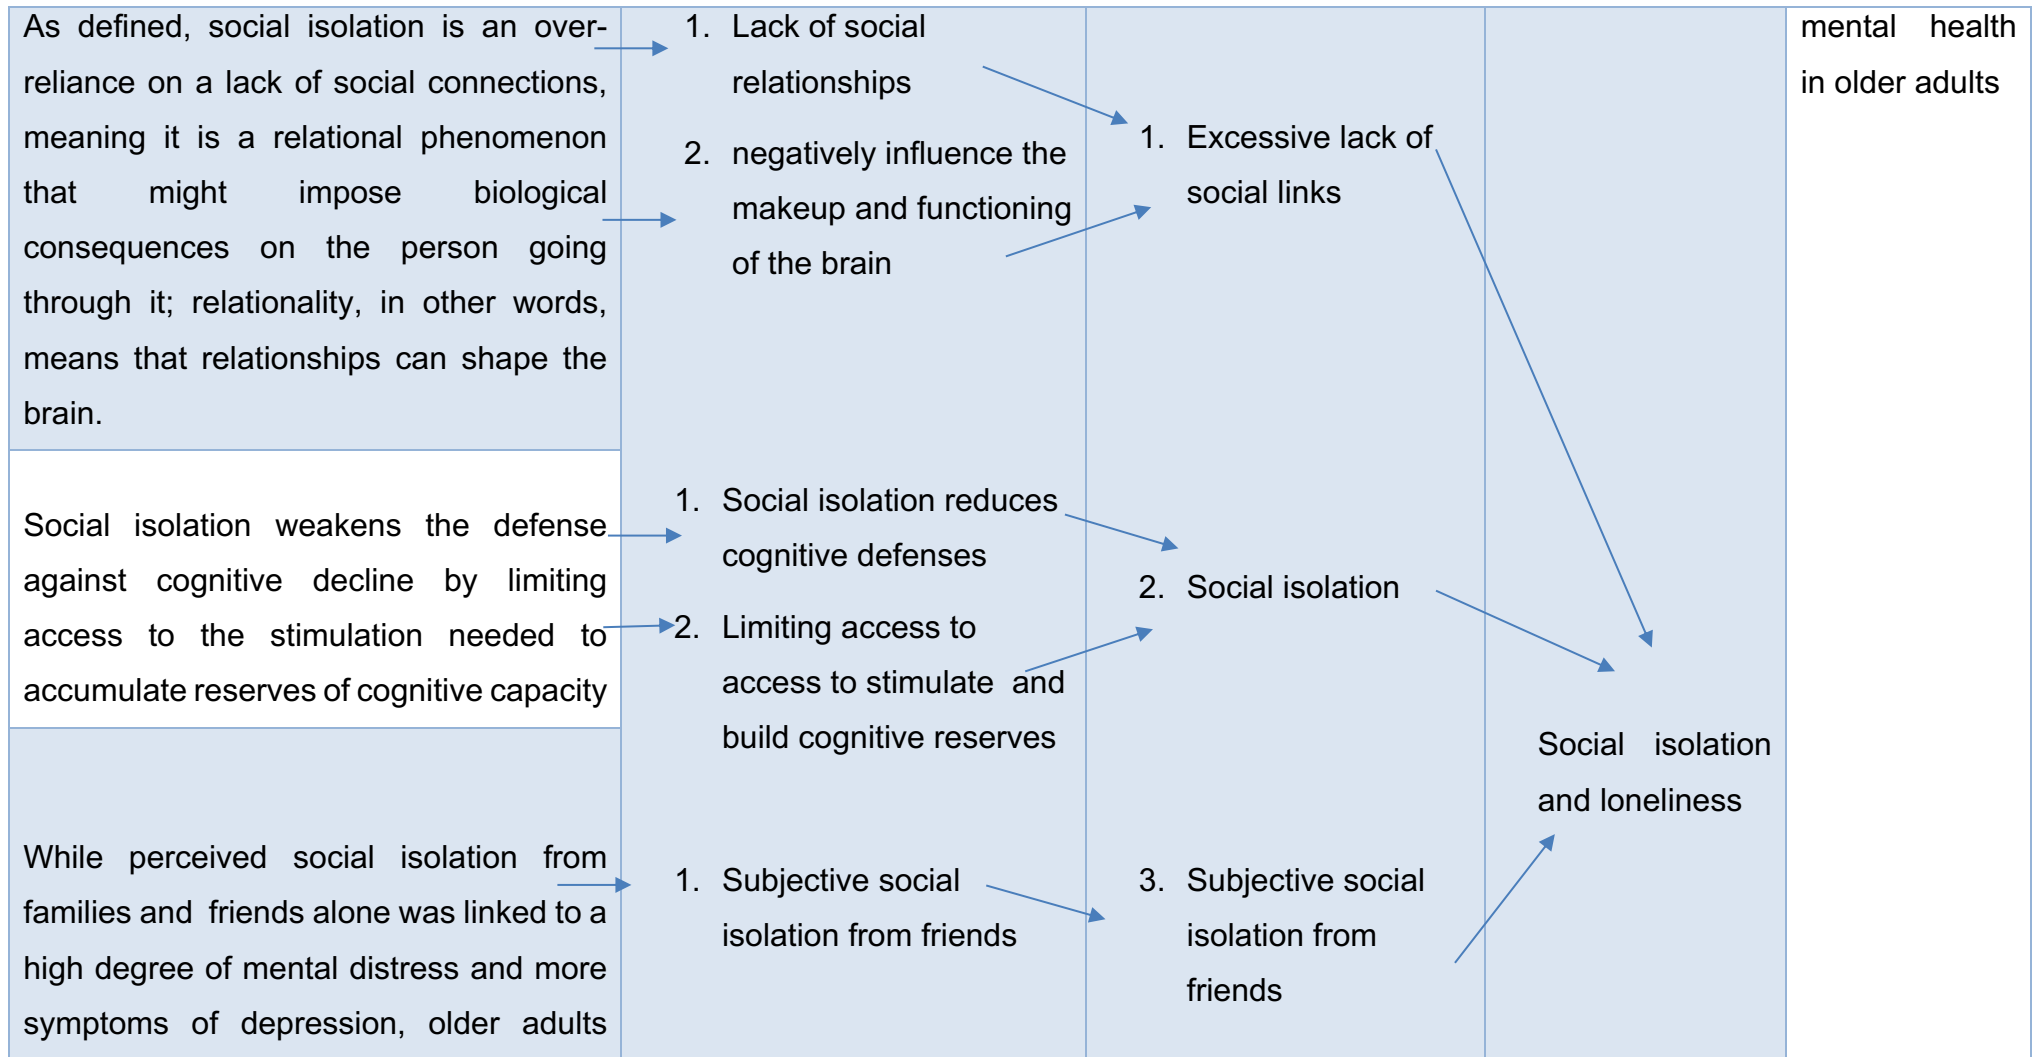 As defined, social isolation is an over-
reliance on a lack of social connections,
meaning it is a relational phenomenon
that might impose biological
consequences on the person going
through it; relationality, in other words,
means that relationships can shape the
brain.
Social isolation weakens the defense
against cognitive decline by limiting
access to the stimulation needed to
accumulate reserves of cognitive capacity
While perceived social isolation from
families and friends alone was linked to a
high degree of mental distress and more
symptoms of depression, older adults
1. Lack of social
relationships
2. negatively influence the
makeup and functioning
of the brain
1. Social isolation reduces
cognitive defenses
2. Limiting access to
access to stimulate and
build cognitive reserves
1. Subjective social
isolation from friends
1. Excessive lack of
social links
2. Social isolation
3. Subjective social
isolation from
friends
Social isolation
and loneliness
mental health
in older adults